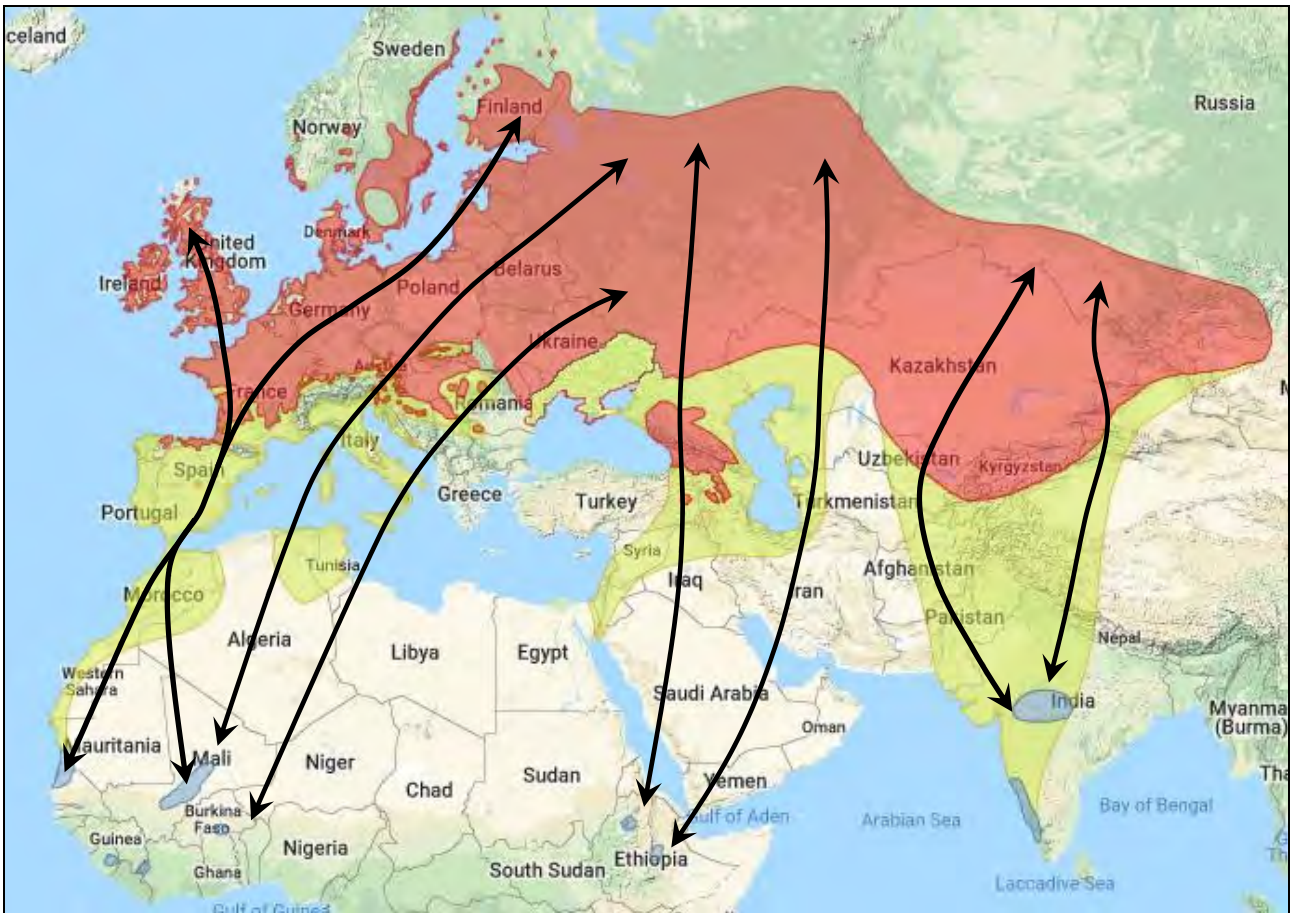 celand
Sweden
Finland
Russia
Norway
Denmark
United
Kingdom
Ireland
Belarus
Poland
Germany
Ukraine
Kazakhstan
Austria
France
Romania
Italy
Uzbekistan
Kyrgyzstan
Spain
Greece
Turkey
Turkmenistan
Portugal
Syria
Tunisia
Iraq
Afghanistan
Iran
Morocco
Pakistan
Nepal
Algeria
Libya
Egypt
Western
Sahara
Saudi Arabia
India
Oman
Myanma
(Burma)
Mauritania
Mali
Niger
Sudan
Yemen
Chad
Tha
Burkina
Faso
Gulf of Aden
Arabian Sea
Bay of Bengal
Guinea
Nigeria
Ethiopia
Ghana
South Sudan
Laccadive Sea
Gulf of Guinea